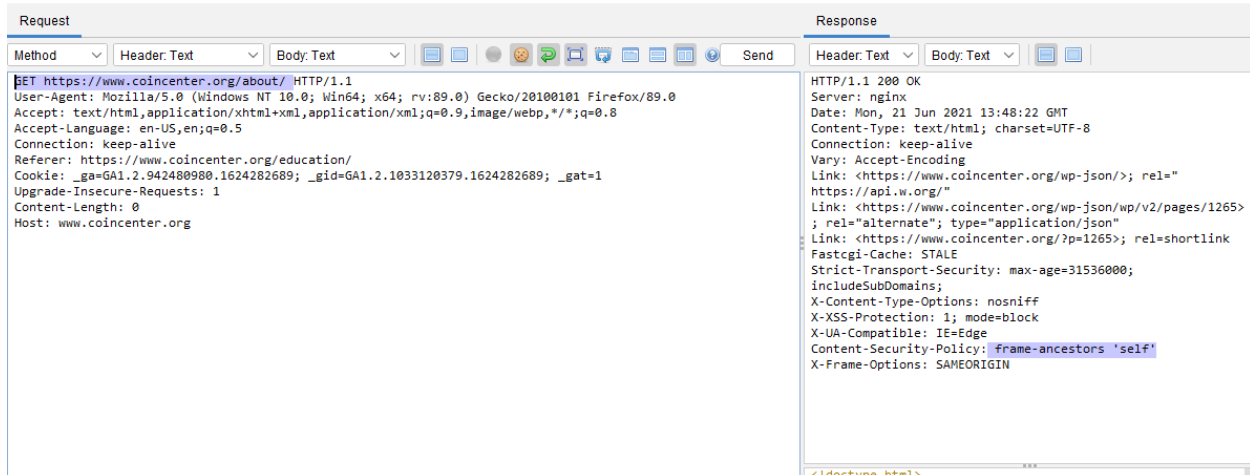 Request
Method Header: Text Body: Text Send
GET https://www.coincenter.org/about/ HTTP/1.1
User-Agent: Mozilla/5.0 (Windows NT 10.0; Win64; x64; rv:89.0) Gecko/20100101 Firefox/89.0
Accept: text/html,application/xhtml+xml,application/xml;q=0.9,image/webp,*/*;q=0.8
Accept-Language: en-US,en;q=0.5
Connection: keep-alive
Referer: https://www.coincenter.org/education/
Cookie: _ga=GA1.2.942480980.1624282689; _gid=GA1.2.1033120379.1624282689; _gat=1
Upgrade-Insecure-Requests: 1
Content-Length: 0
Host: www.coincenter.org
Response
Header: Text Body: Text
HTTP/1.1 200 OK
Server: nginx
Date: Mon, 21 Jun 2021 13:48:22 GMT
Content-Type: text/html; charset=UTF-8
Connection: keep-alive
Vary: Accept-Encoding
Link: <https://www.coincenter.org/wp-json/>; rel="
https://api.w.org/"
Link: <https://www.coincenter.org/wp-json/wp/v2/pages/1265>
; rel="alternate"; type="application/json"
Link: <https://www.coincenter.org/?p=1265>; rel=shortlink
Fastcgi-Cache: STALE
Strict-Transport-Security: max-age=31536000;
includeSubDomains;
X-Content-Type-Options: nosniff
X-XSS-Protection: 1; mode=block
X-UA-Compatible: IE=Edge
Content-Security-Policy: frame-ancestors 'self'
X-Frame-Options: SAMEORIGIN
<!doctype html>